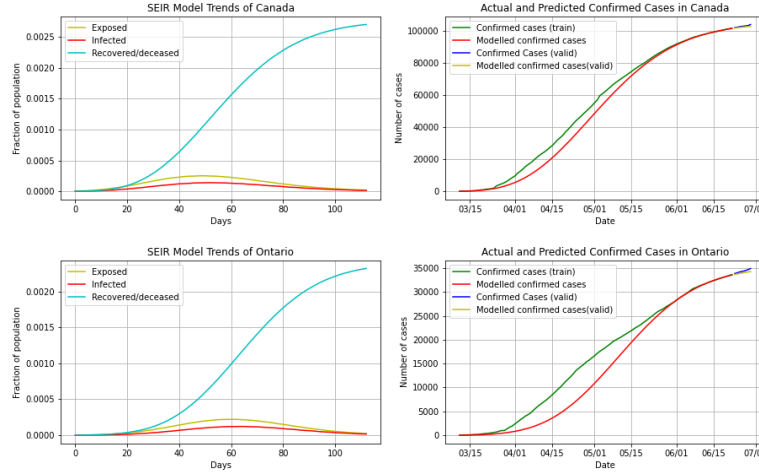 SEIR Model Trends of Canada
Exposed
Infected
Recovered/deceased
Fraction of population
0.0025
0.0020
0.0015
0.0010
0.0005
0.0000
0 20 40 60 80 100
Days
Actual and Predicted Confirmed Cases in Canada
Confirmed cases (train)
Modelled confirmed cases
Confirmed Cases (valid)
Modelled confirmed cases(valid)
Number of cases
100000
80000
60000
40000
20000
0
03/15 04/01 04/15 05/01 05/15 06/01 06/15 07/0
Date
SEIR Model Trends of Ontario
Exposed
Infected
Recovered/deceased
Fraction of population
0.0020
0.0015
0.0010
0.0005
0.0000
0 20 40 60 80 100
Days
Actual and Predicted Confirmed Cases in Ontario
Confirmed cases (train)
Modelled confirmed cases
Confirmed Cases (valid)
Modelled confirmed cases(valid)
Number of cases
35000
30000
25000
20000
15000
10000
5000
0
03/15 04/01 04/15 05/01 05/15 06/01 06/15 07/0
Date